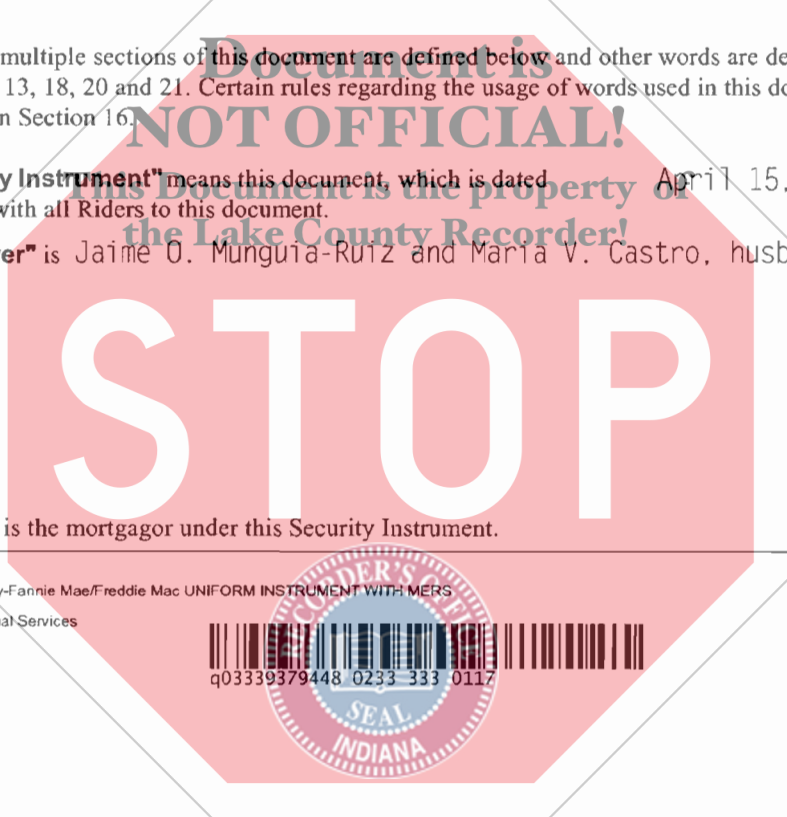 multiple sections of this document are defined below and other words are de
Document is
13, 18, 20 and 21. Certain rules regarding the usage of words used in this do
n Section 16.
NOT OFFICIAL!
y Instrument" means this document, which is dated April 15,
This Document is the property of
with all Riders to this document.
the Lake County Recorder!
er" is Jaime O. Munguia-Ruiz and Maria V. Castro, husb
STOP
is the mortgagor under this Security Instrument.
y-Fannie Mae/Freddie Mac UNIFORM INSTRUMENT WITH MERS
al Services
RECORDER'S OFFICE
q03339379448 0233 333 0117
SEAL
INDIANA